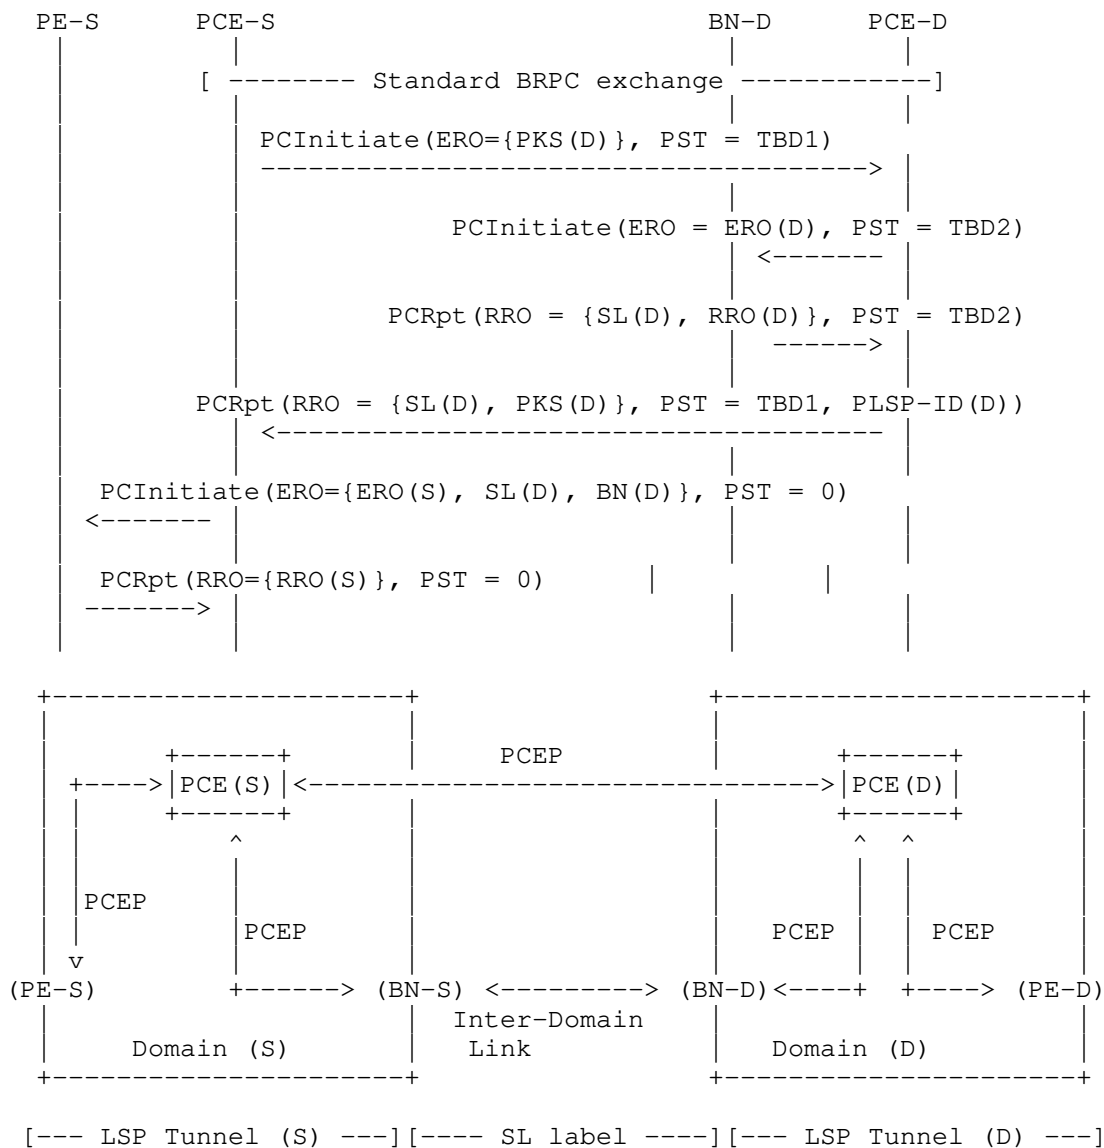 PE-S PCE-S BN-D PCE-D
[ -------- Standard BRPC exchange ------------]
PCInitiate(ERO={PKS(D)}, PST = TBD1)
PCInitiate(ERO = ERO(D), PST = TBD2)
PCRpt(RRO = {SL(D), RRO(D)}, PST = TBD2)
PCRpt(RRO = {SL(D), PKS(D)}, PST = TBD1, PLSP-ID(D))
PCInitiate(ERO={ERO(S), SL(D), BN(D)}, PST = 0)
PCRpt(RRO={RRO(S)}, PST = 0)
PCEP
PCE(S) PCE(D)
PCEP
PCEP PCEP PCEP
(PE-S) (BN-S) (BN-D) (PE-D)
Inter-Domain
Domain (S) Link Domain (D)
[--- LSP Tunnel (S) ---][---- SL label ----][--- LSP Tunnel (D) ---]